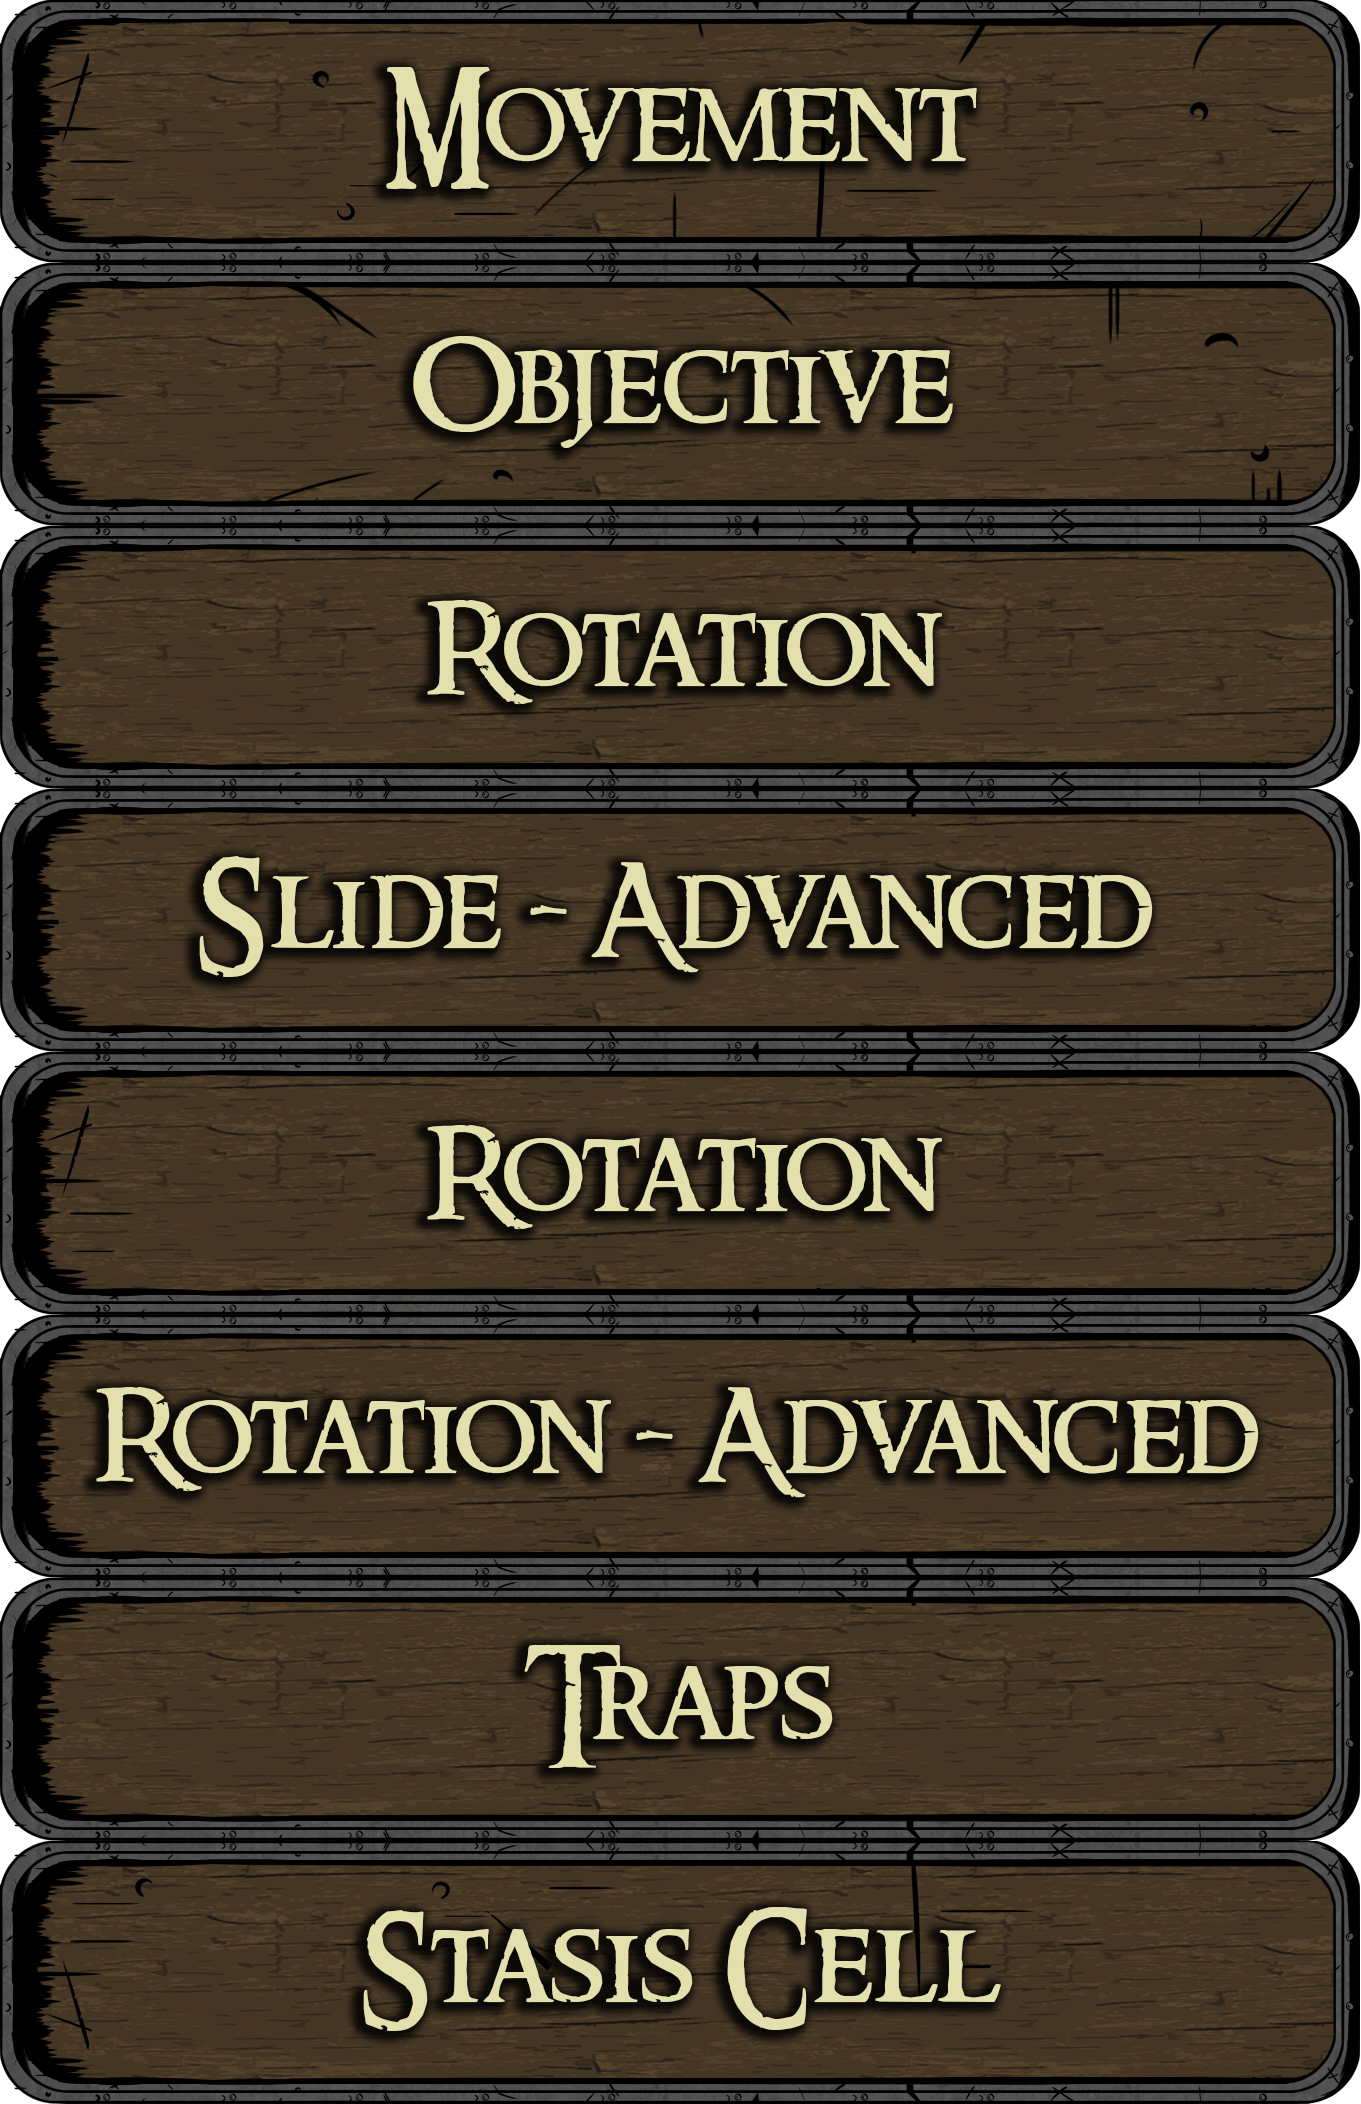 Movement
Objective
Rotation
Slide - Advanced
Rotation
Rotation - Advanced
Traps
Stasis Cell